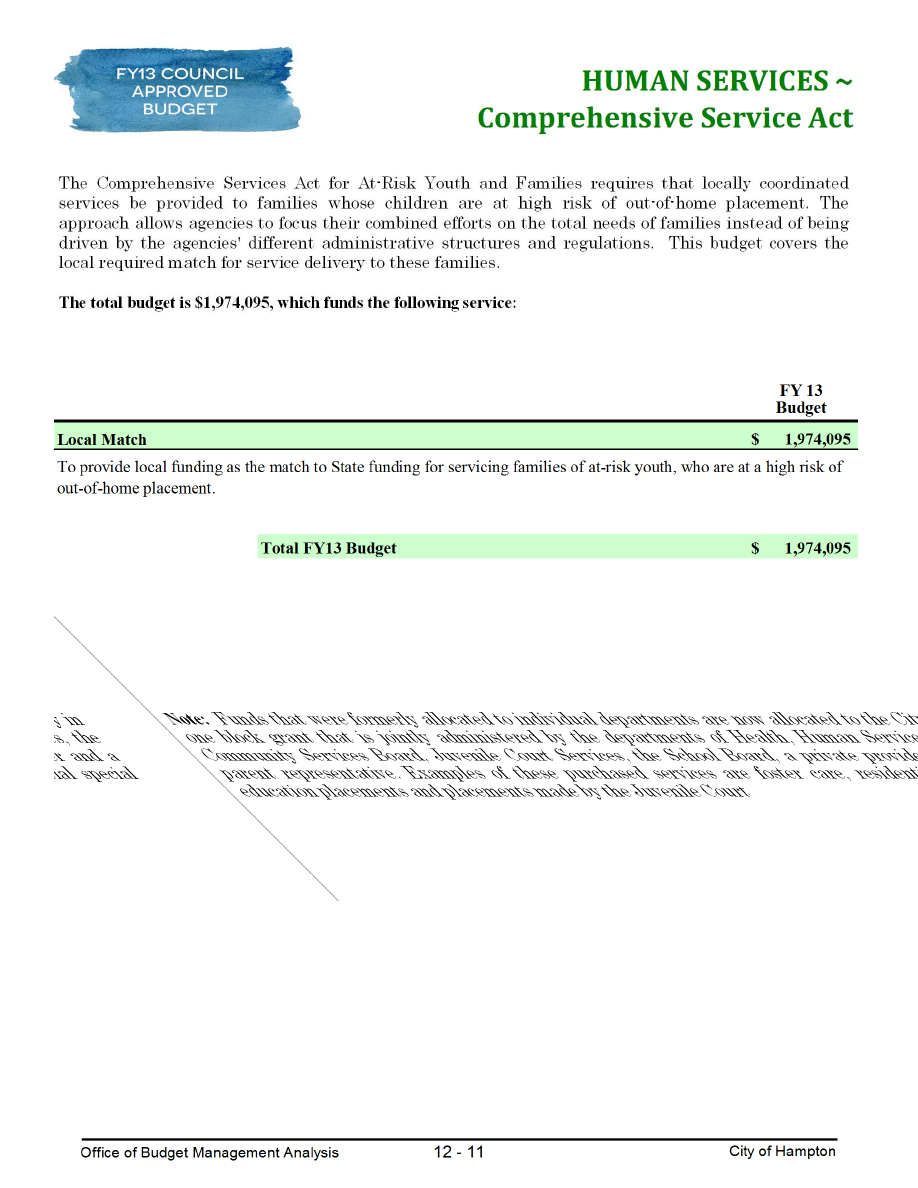 FY13 COUNCIL
APPROVED
BUDGET
HUMAN SERVICES ~
Comprehensive Service Act
The Comprehensive Services Act for At-Risk Youth and Families requires that locally coordinated
services be provided to families whose children are at high risk of out-of-home placement. The
approach allows agencies to focus their combined efforts on the total needs of families instead of being
driven by the agencies' different administrative structures and regulations. This budget covers the
local required match for service delivery to these families.
The total budget is $1,974,095, which funds the following service:
FY 13
Budget
Local Match $ 1,974,095
To provide local funding as the match to State funding for servicing families of at-risk youth, who are at a high risk of
out-of-home placement.
Total FY13 Budget $ 1,974,095
Note: Funds that were formerly allocated to individual departments are now allocated to the
in
one block grant that is jointly administered by the departments of Health, Human
the
Community Services Board, Juvenile Court Services, the School Board, a private
and a
parent representative. Examples of these purchased services are foster care,
special
education placements and placements made by the Juvenile Court
Office of Budget Management Analysis 12 - 11 City of Hampton